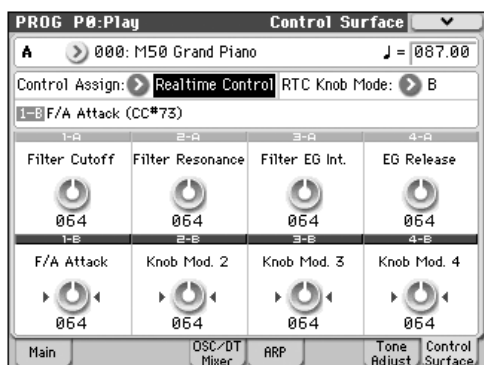 PROG P0:Play Control Surface
A 000: M50 Grand Piano ♩= 087.00
Control Assign: Realtime Control RTC Knob Mode: B
1-B F/A Attack (CC#73)
1-A 2-A 3-A 4-A
Filter Cutoff Filter Resonance Filter EG Int. EG Release
064 064 064 064
1-B 2-B 3-B 4-B
F/A Attack Knob Mod. 2 Knob Mod. 3 Knob Mod. 4
064 064 064 064
Main OSC/DT Mixer ARP Tone Adjust Control Surface